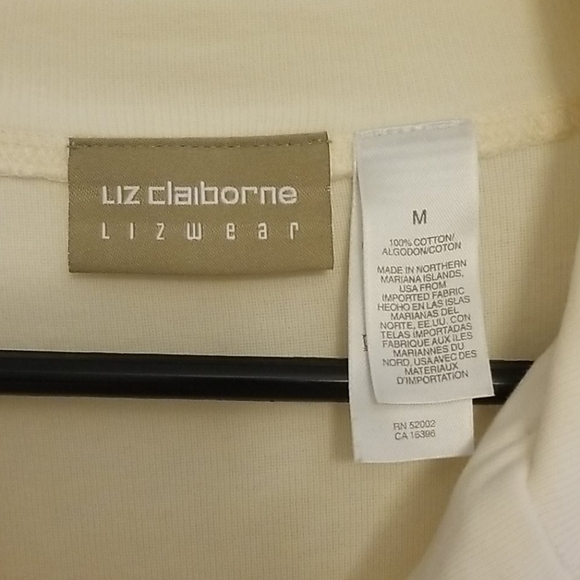 LIZ claiborne
LIZwear
M
100% COTTON/
ALGODON/COTON
MADE IN NORTHERN
MARIANA ISLANDS,
USA FROM
IMPORTED FABRIC
HECHO EN LAS ISLAS
MARIANAS DEL
NORTE, EE.UU. CON
TELAS IMPORTADAS
FABRIQUE AUX ILES
MARIANNES DU
NORD, USA AVEC DES
MATERIAUX
D'IMPORTATION
RN 52002
CA 16396